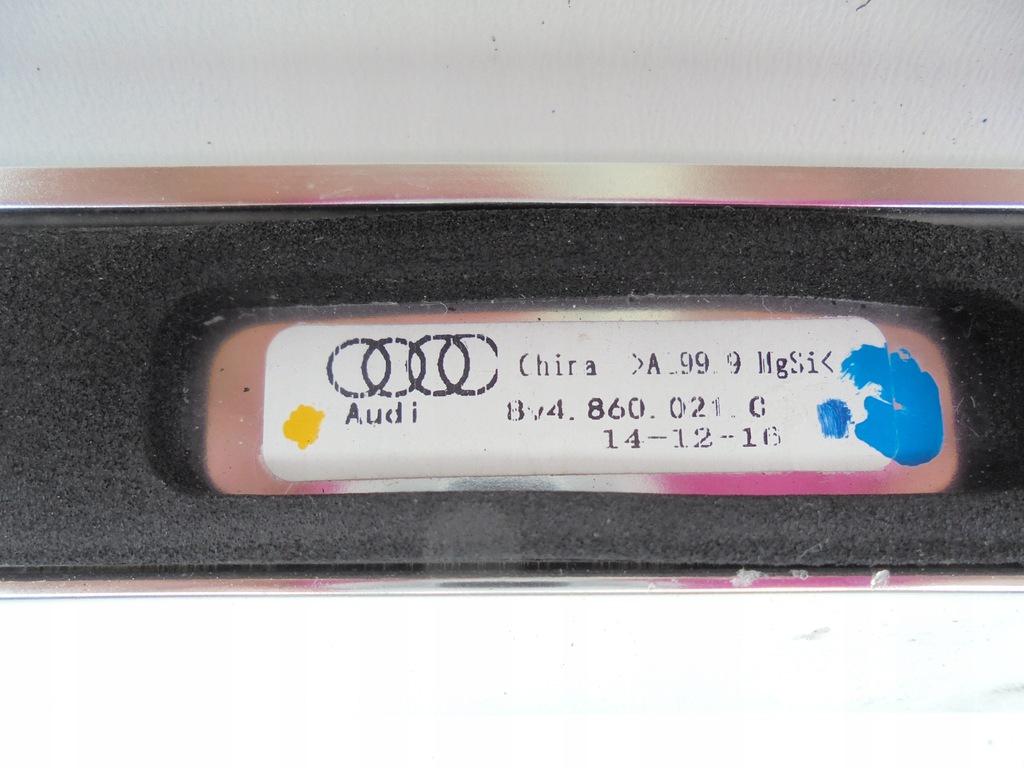 China >AL99.9 MgSi<
Audi 8V4.860.021.G
14-12-16